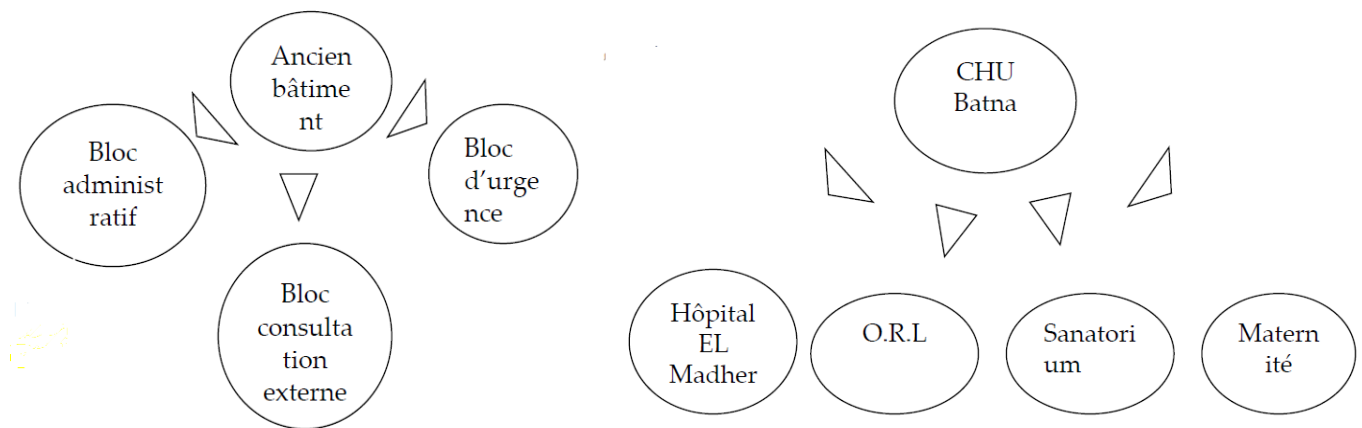 Ancien
bâtime
nt
Bloc
administ
ratif
Bloc
d'urge
nce
Bloc
consulta
tion
externe
CHU
Batna
Hôpital
EL
Madher
O.R.L
Sanatori
um
Matern
ité